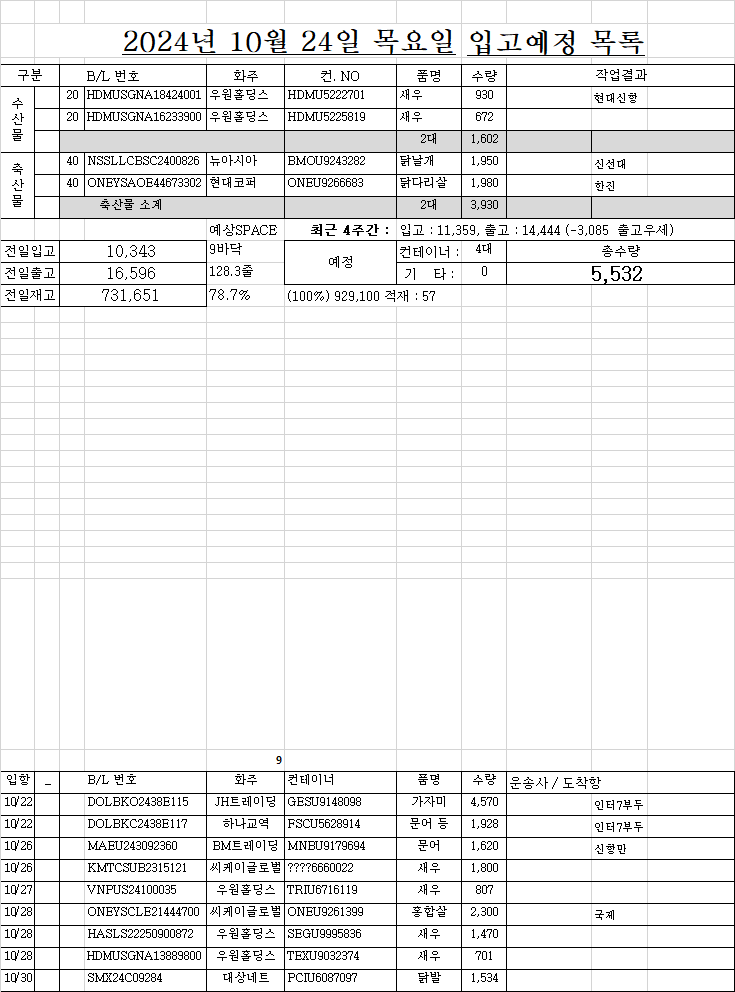 2024년 10월 24일 목요일 입고예정 목록
구분 B/L 번호 화주 컨. NO 품명 수량 작업결과
수산물
20 HDMUSGNA18424001 우원홀딩스 HDMU5222701 새우 930 현대신항
20 HDMUSGNA16233900 우원홀딩스 HDMU5225819 새우 672
2대 1,602
축산물
40 NSSLLCBSC2400826 뉴아시아 BMOU9243282 닭날개 1,950 신선대
40 ONEYSAOE44673302 현대코퍼 ONEU9266683 닭다리살 1,980 한진
축산물 소계 2대 3,930
예상SPACE 최근 4주간 : 입고 : 11,359, 출고 : 14,444 (-3,085 출고우세)
전일입고 10,343 9바닥 예정 컨테이너 : 4대 총수량
전일출고 16,596 128.3줄 기 타 : 0 5,532
전일재고 731,651 78.7% (100%) 929,100 적재 : 57
9
입항 _ B/L 번호 화주 컨테이너 품명 수량 운송사 / 도착항
10/22 DOLBKO2438E115 JH트레이딩 GESU9148098 가자미 4,570 인터7부두
10/22 DOLBKC2438E117 하나교역 FSCU5628914 문어 등 1,928 인터7부두
10/26 MAEU243092360 BM트레이딩 MNBU9179694 문어 1,620 신항만
10/26 KMTCSUB2315121 씨케이글로벌 ????6660022 새우 1,800
10/27 VNPUS24100035 우원홀딩스 TRIU6716119 새우 807
10/28 ONEYSCLE21444700 씨케이글로벌 ONEU9261399 홍합살 2,300 국제
10/28 HASLS22250900872 우원홀딩스 SEGU9995836 새우 1,470
10/28 HDMUSGNA13889800 우원홀딩스 TEXU9032374 새우 701
10/30 SMX24C09284 대상네트 PCIU6087097 닭발 1,534